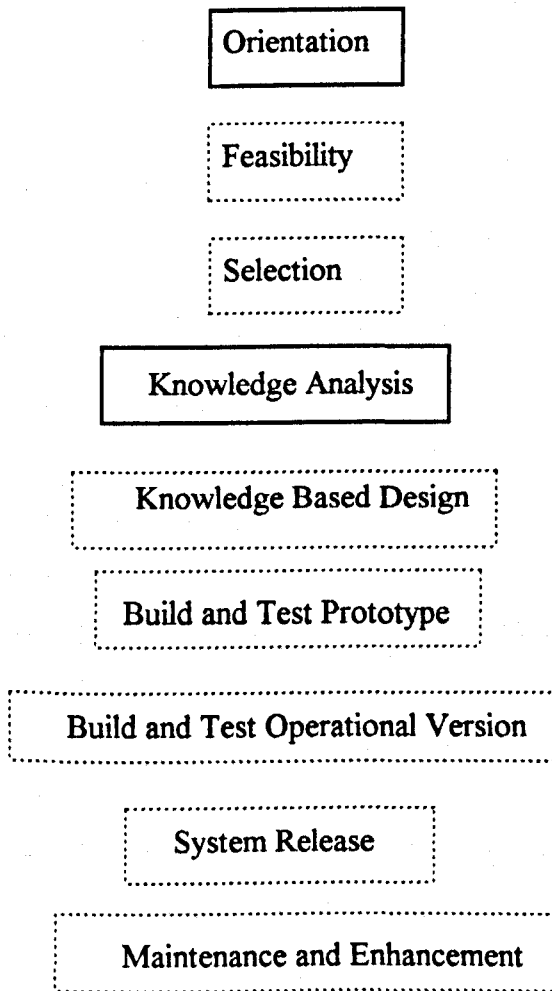 Orientation
Feasibility
Selection
Knowledge Analysis
Knowledge Based Design
Build and Test Prototype
Build and Test Operational Version
System Release
Maintenance and Enhancement